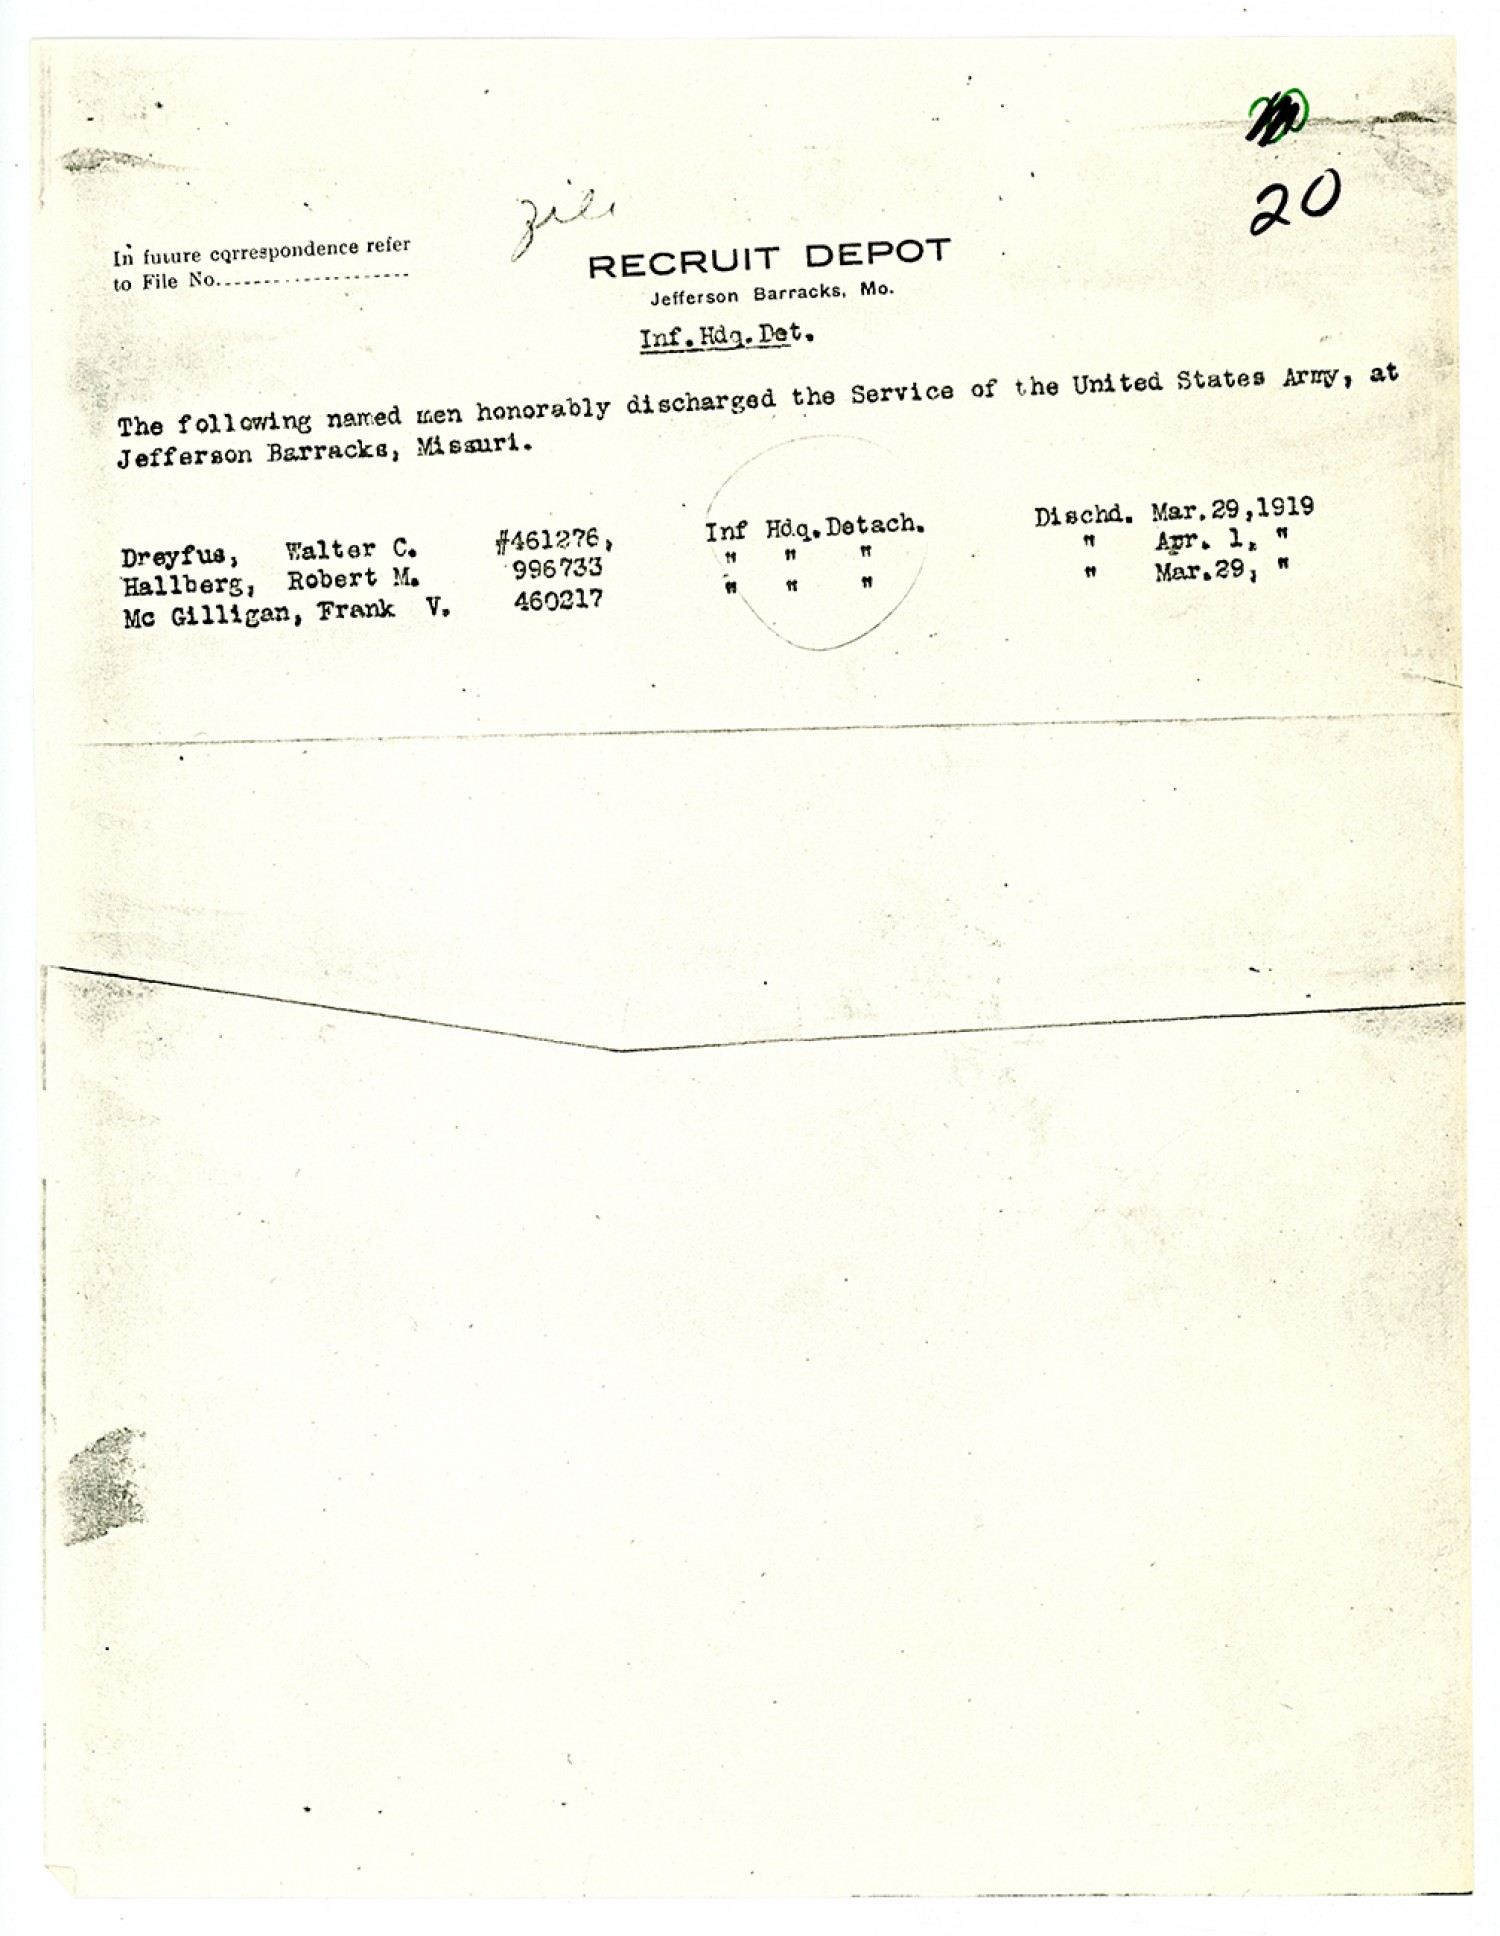 20
file
In future correspondence refer
to File No....................
RECRUIT DEPOT
Jefferson Barracks, Mo.
Inf. Hdq. Det.
The following named men honorably discharged the Service of the United States Army, at
Jefferson Barracks, Missuri.
Dreyfus, Walter C. #461276, Inf Hdq. Detach. Dischd. Mar. 29, 1919
Hallberg, Robert M. 996733 " " " " Apr. 1, "
Mc Gilligan, Frank V. 460217 " " " " Mar. 29, "